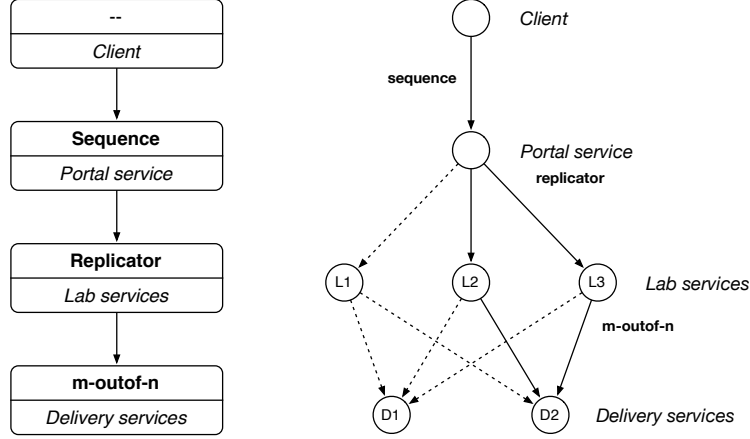 --
Client
Sequence
Portal service
Replicator
Lab services
m-outof-n
Delivery services
Client
sequence
Portal service
replicator
L1 L2 L3 Lab services
m-outof-n
D1 D2 Delivery services